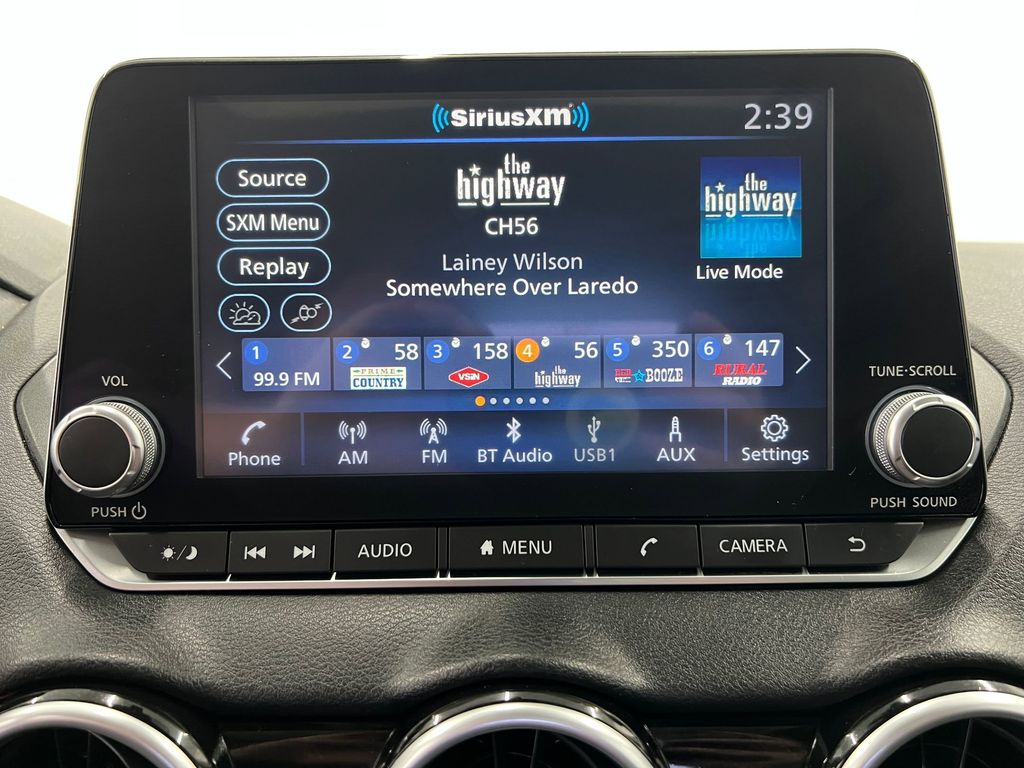 SiriusXM
2:39
Source
SXM Menu
Replay
the
highway
CH56
Lainey Wilson
Somewhere Over Laredo
the
highway
Live Mode
1
99.9 FM
2 58
PRIME
COUNTRY
3 158
VSiN
4 56
the
highway
5 350
BOOZE
6 147
RURAL
RADIO
Phone
AM
FM
BT Audio
USB1
AUX
Settings
VOL
PUSH
TUNE·SCROLL
PUSH SOUND
AUDIO
MENU
CAMERA